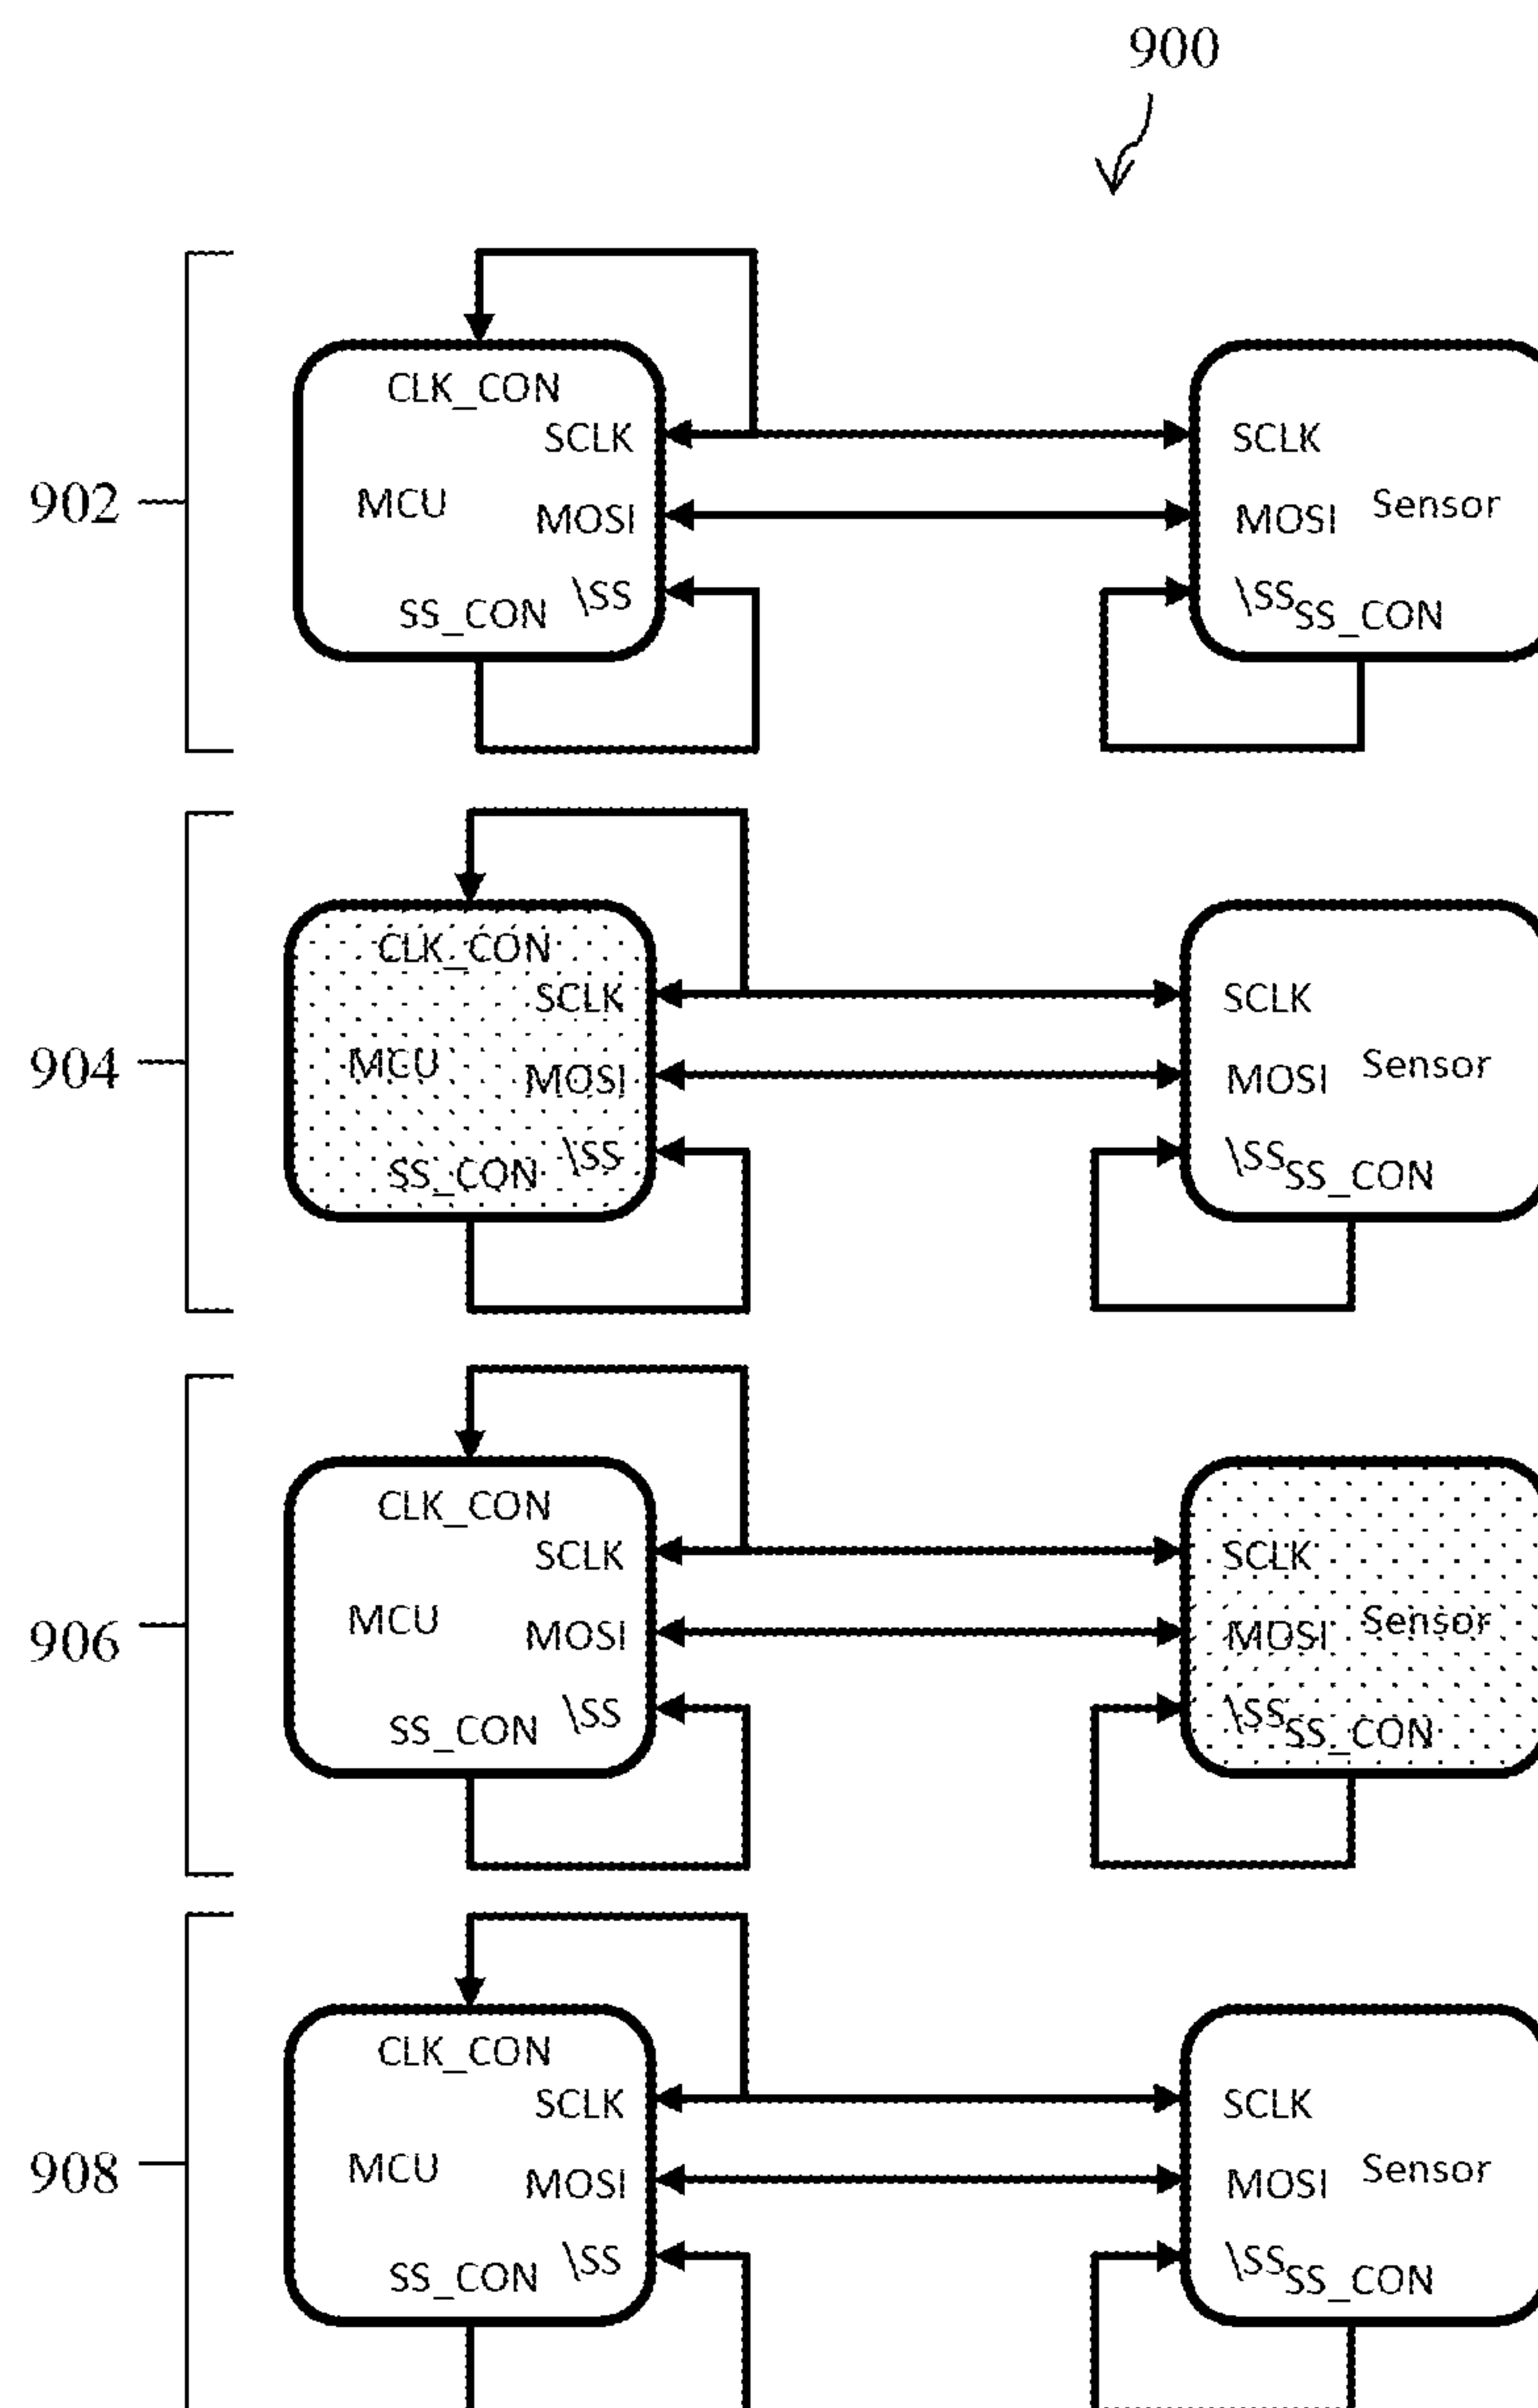 900
902
CLK_CON
SCLK SCLK
MCU MOSI MOSI Sensor
SS_CON \SS \SS SS_CON
904
CLK_CON
SCLK SCLK
MCU MOSI MOSI Sensor
SS_CON \SS \SS SS_CON
906
CLK_CON
SCLK SCLK
MCU MOSI MOSI Sensor
SS_CON \SS \SS SS_CON
908
CLK_CON
SCLK SCLK
MCU MOSI MOSI Sensor
SS_CON \SS \SS SS_CON